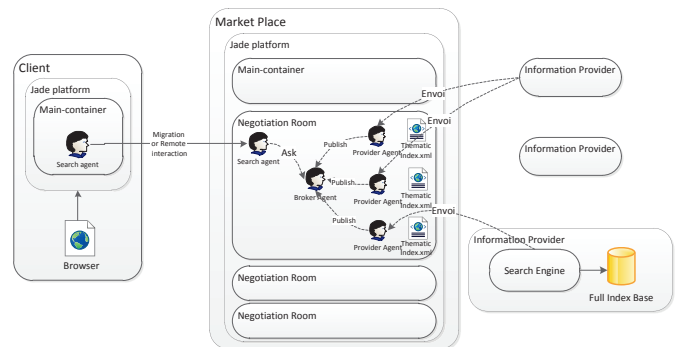 Market Place
Jade platform
Main-container
Client
Jade platform
Main-container
Search agent
Browser
Migration
or Remote
interaction
Negotiation Room
Search agent
Ask
Broker Agent
Publish
Provider Agent
Thematic
Index.xml
Publish
Provider Agent
Thematic
Index.xml
Publish
Provider Agent
Thematic
Index.xml
Envoi
Envoi
Envoi
Negotiation Room
Negotiation Room
Information Provider
Information Provider
Information Provider
Search Engine
Full Index Base